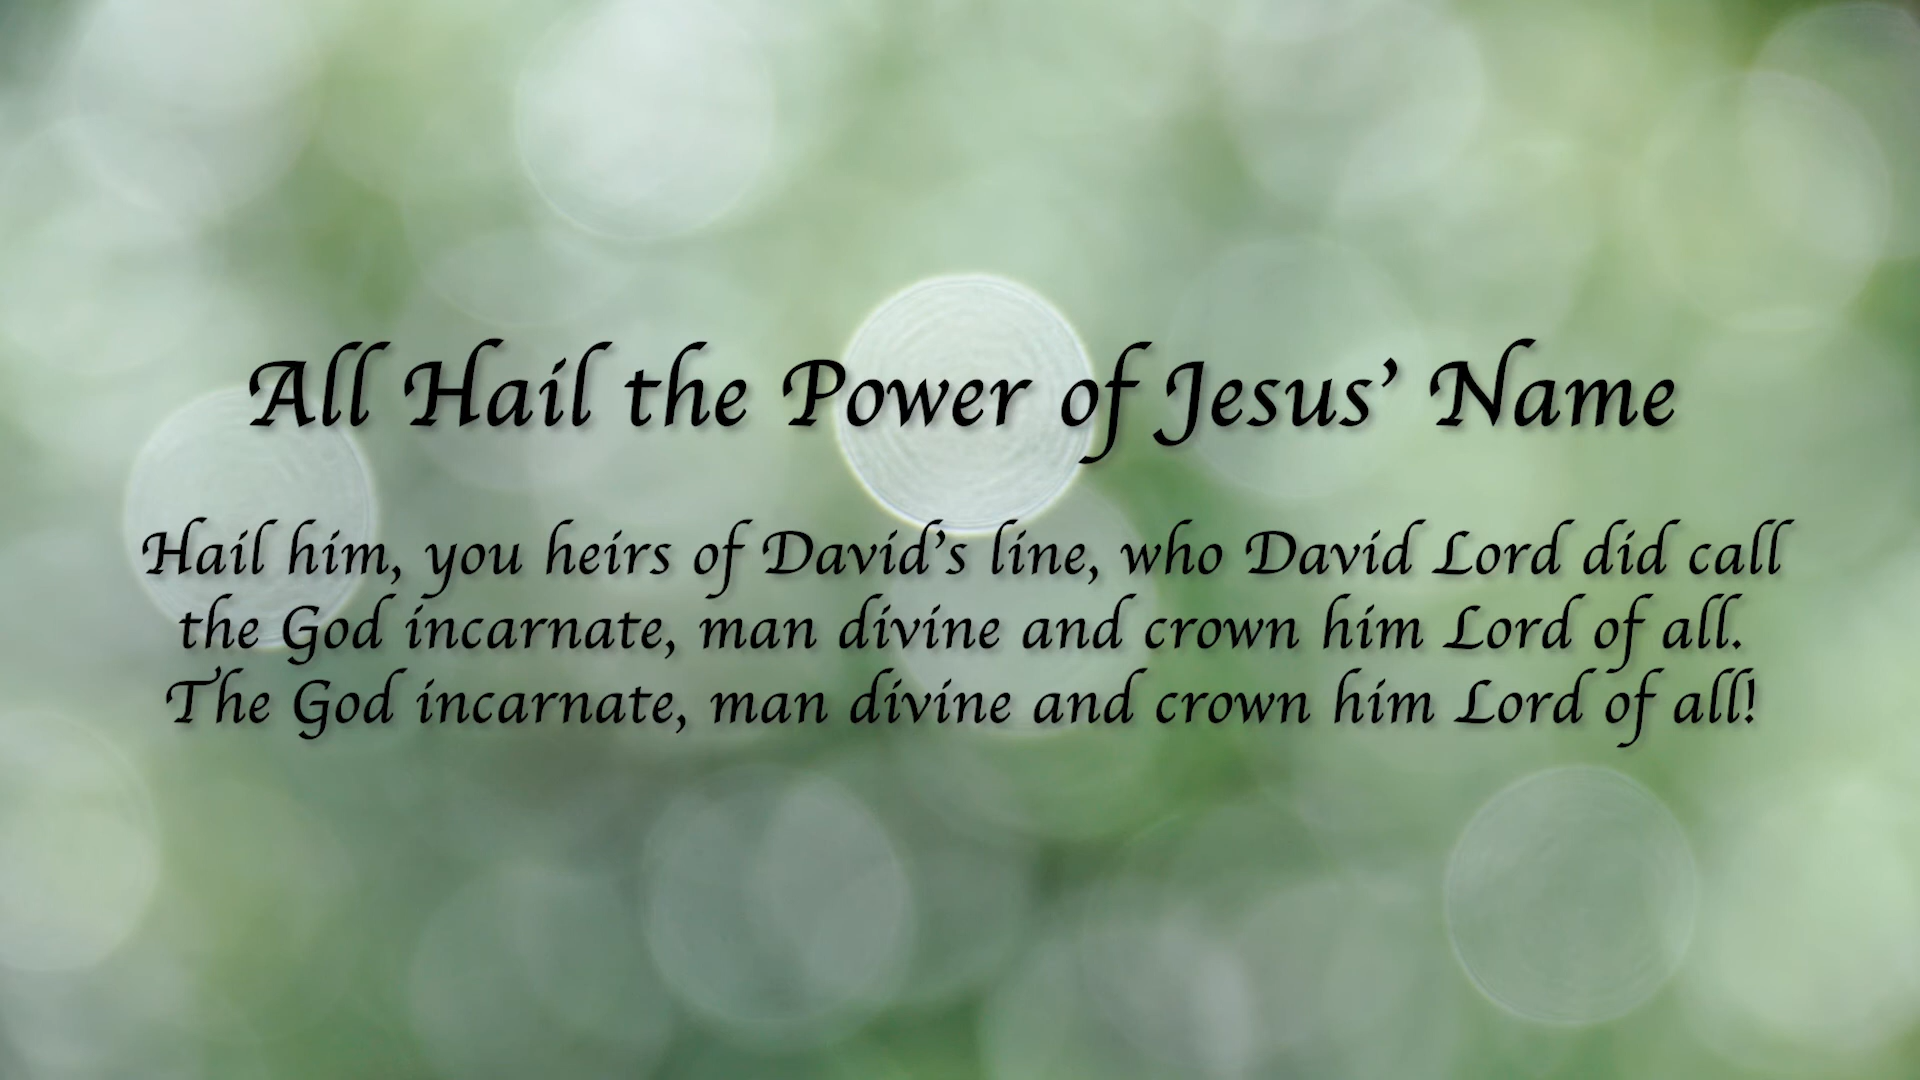 All Hail the Power of Jesus’ Name
Hail him, you heirs of David’s line, who David Lord did call
the God incarnate, man divine and crown him Lord of all.
The God incarnate, man divine and crown him Lord of all!